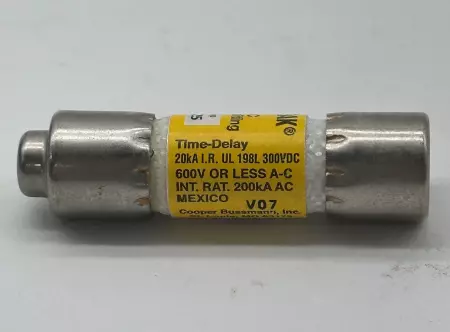 Time-Delay
20kA I.R. UL 198L 300VDC
600V OR LESS A-C
INT. RAT. 200kA AC
MEXICO V07
Cooper Bussmann, Inc.